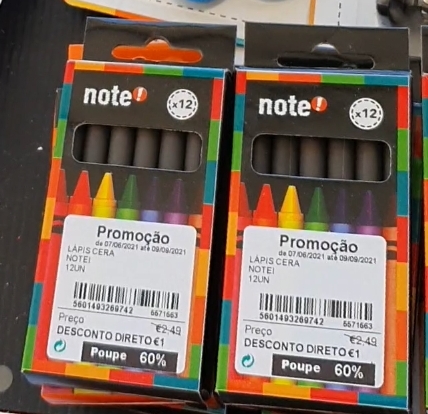 note!
x12
Promoção
de 07/06/2021 até 09/09/2021
LÁPIS CERA
NOTE!
12UN
5601493269742
6671663
Preço
€2,49
DESCONTO DIRETO €1
Poupe 60%
note!
x12
Promoção
de 07/06/2021 até 09/09/2021
LÁPIS CERA
NOTE!
12UN
5601493269742
6671663
Preço
€2,49
DESCONTO DIRETO €1
Poupe 60%